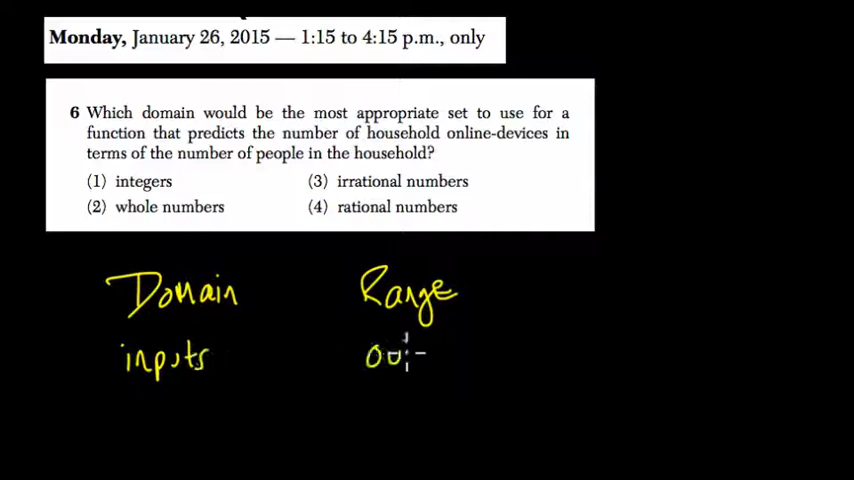 Monday, January 26, 2015 — 1:15 to 4:15 p.m., only
6 Which domain would be the most appropriate set to use for a
function that predicts the number of household online-devices in
terms of the number of people in the household?
(1) integers (3) irrational numbers
(2) whole numbers (4) rational numbers
Domain Range
inputs ou